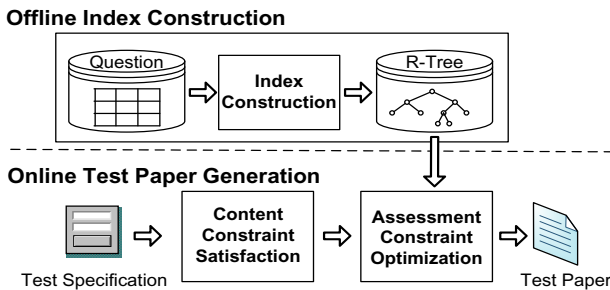 Offline Index Construction
Question
Index
Construction
R-Tree
Online Test Paper Generation
Content
Constraint
Satisfaction
Assessment
Constraint
Optimization
Test Specification
Test Paper